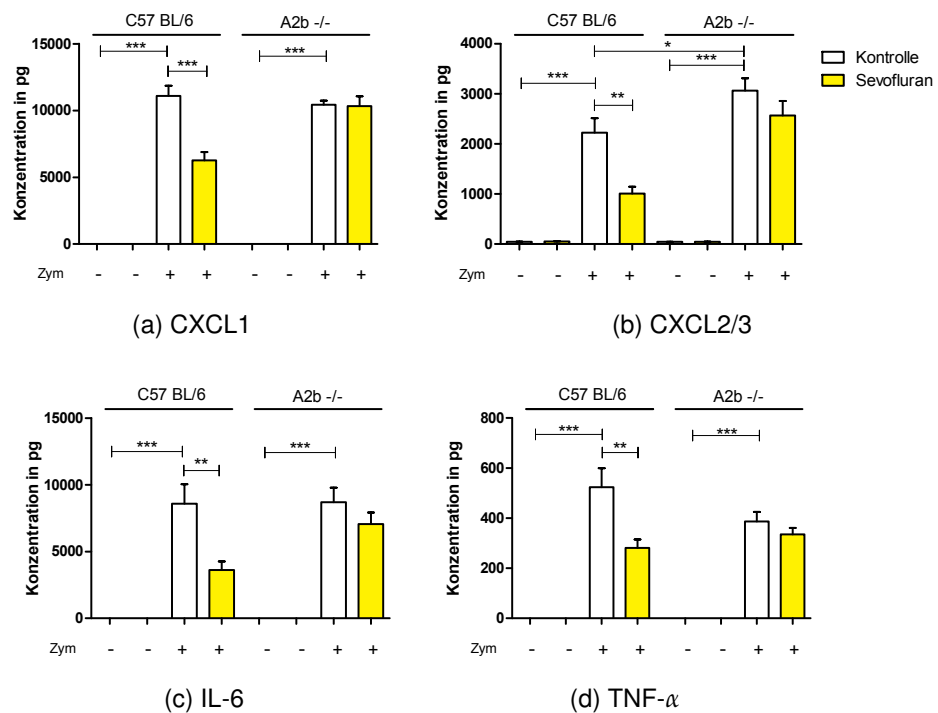 C57 BL/6 A2b -/-
15000
10000
5000
0
Konzentration in pg
*** *** ***
Zym - - + + - - + +
(a) CXCL1
C57 BL/6 A2b -/-
4000
3000
2000
1000
0
Konzentration in pg
*
*** ** ***
Zym - - + + - - + +
(b) CXCL2/3
Kontrolle
Sevofluran
C57 BL/6 A2b -/-
15000
10000
5000
0
Konzentration in pg
*** ** ***
Zym - - + + - - + +
(c) IL-6
C57 BL/6 A2b -/-
800
600
400
200
0
Konzentration in pg
*** ** ***
Zym - - + + - - + +
(d) TNF-α